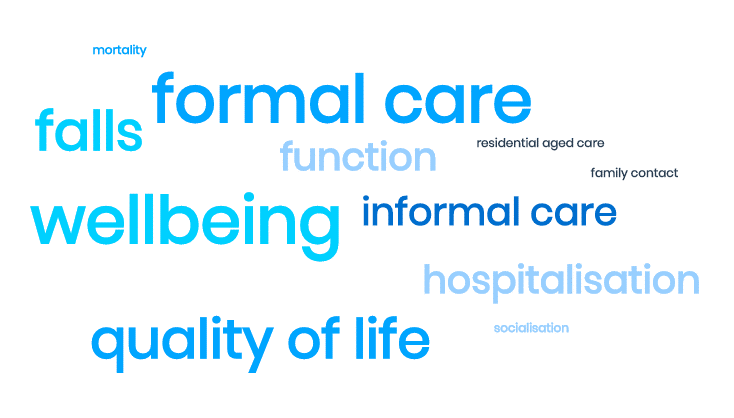 mortality
formal care
falls
function
residential aged care
family contact
wellbeing
informal care
hospitalisation
quality of life
socialisation